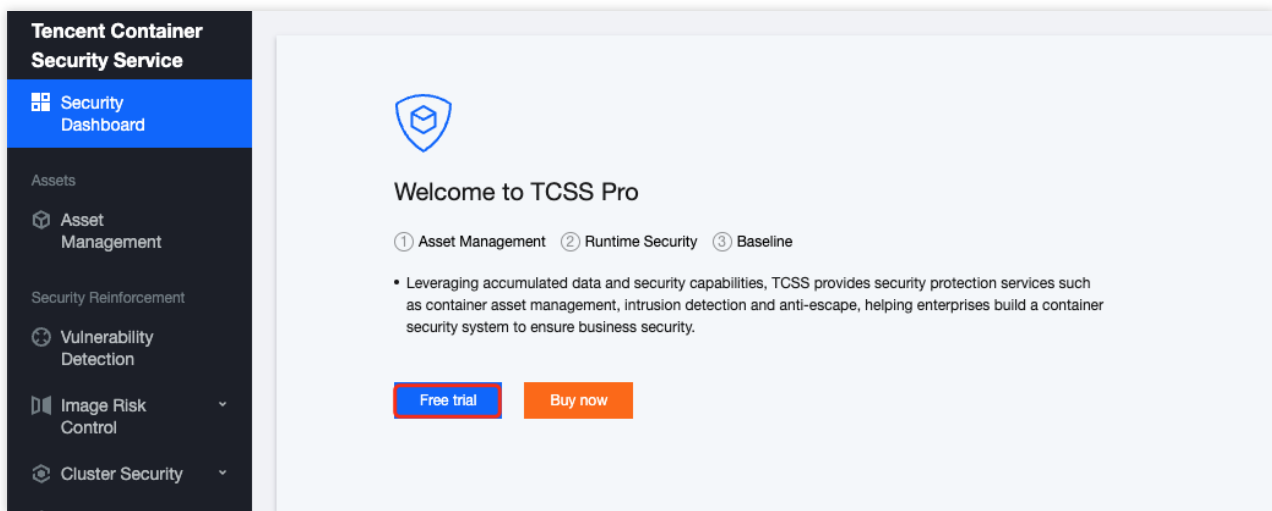 Tencent Container
Security Service
Security
Dashboard
Assets
Asset
Management
Security Reinforcement
Vulnerability
Detection
Image Risk
Control
Cluster Security
Welcome to TCSS Pro
1 Asset Management 2 Runtime Security 3 Baseline
• Leveraging accumulated data and security capabilities, TCSS provides security protection services such
as container asset management, intrusion detection and anti-escape, helping enterprises build a container
security system to ensure business security.
Free trial Buy now